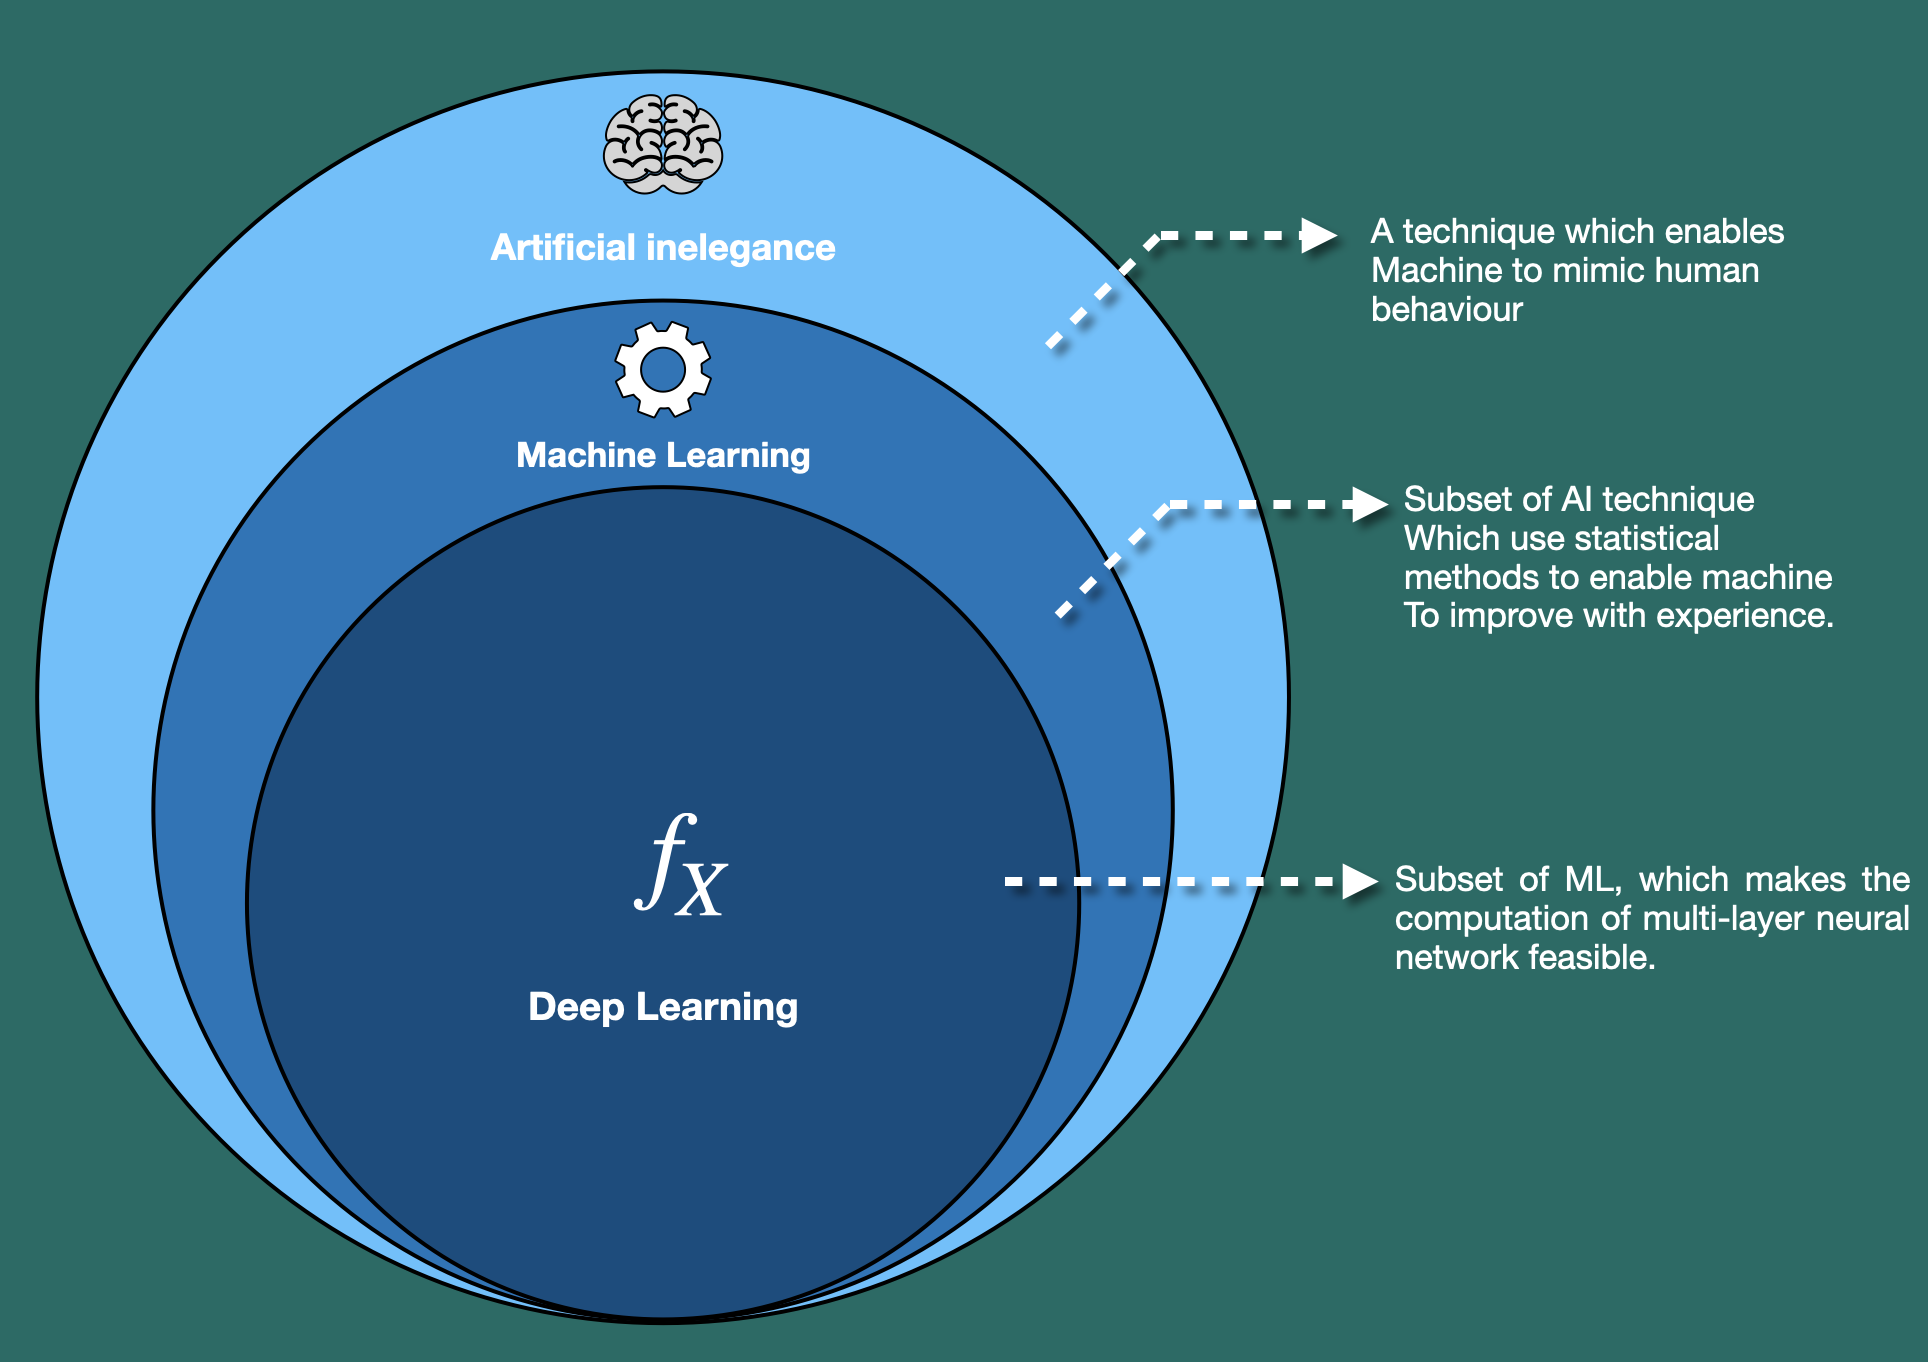 Artificial inelegance
A technique which enables
Machine to mimic human
behaviour
Machine Learning
Subset of AI technique
Which use statistical
methods to enable machine
To improve with experience.
fX
Deep Learning
Subset of ML, which makes the
computation of multi-layer neural
network feasible.